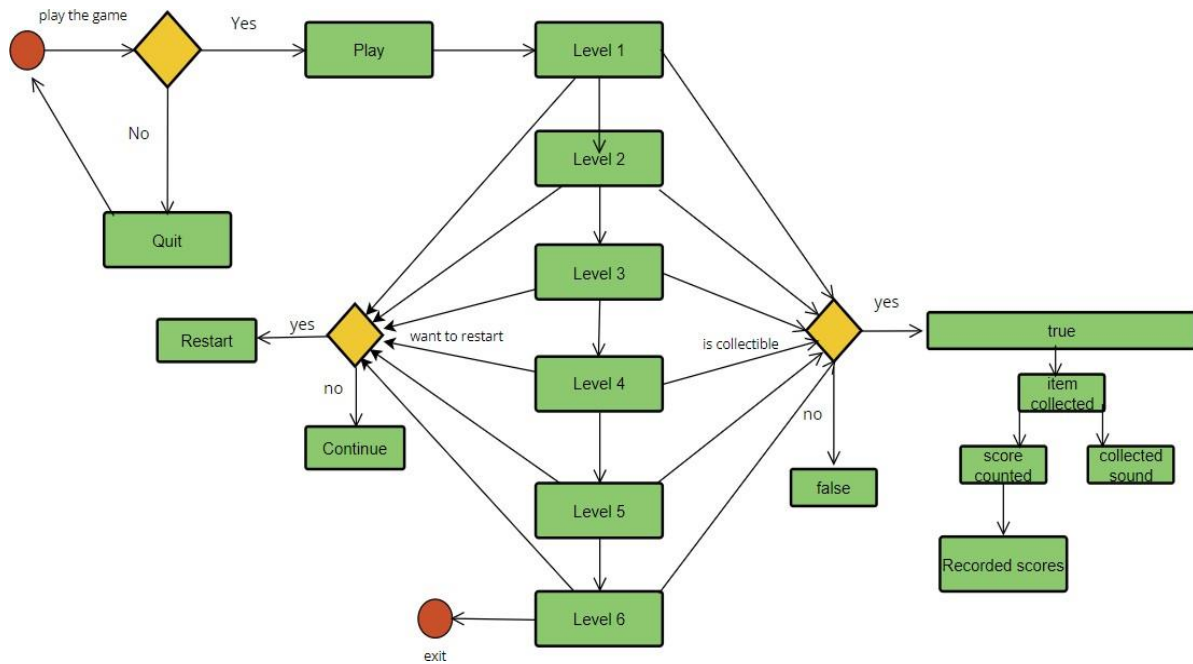 play the game
Yes
Play
Level 1
No
Level 2
Quit
Level 3
yes
Restart
yes
want to restart
is collectible
true
Level 4
no
item
collected
no
Continue
score
counted
collected
sound
false
Level 5
Recorded scores
Level 6
exit